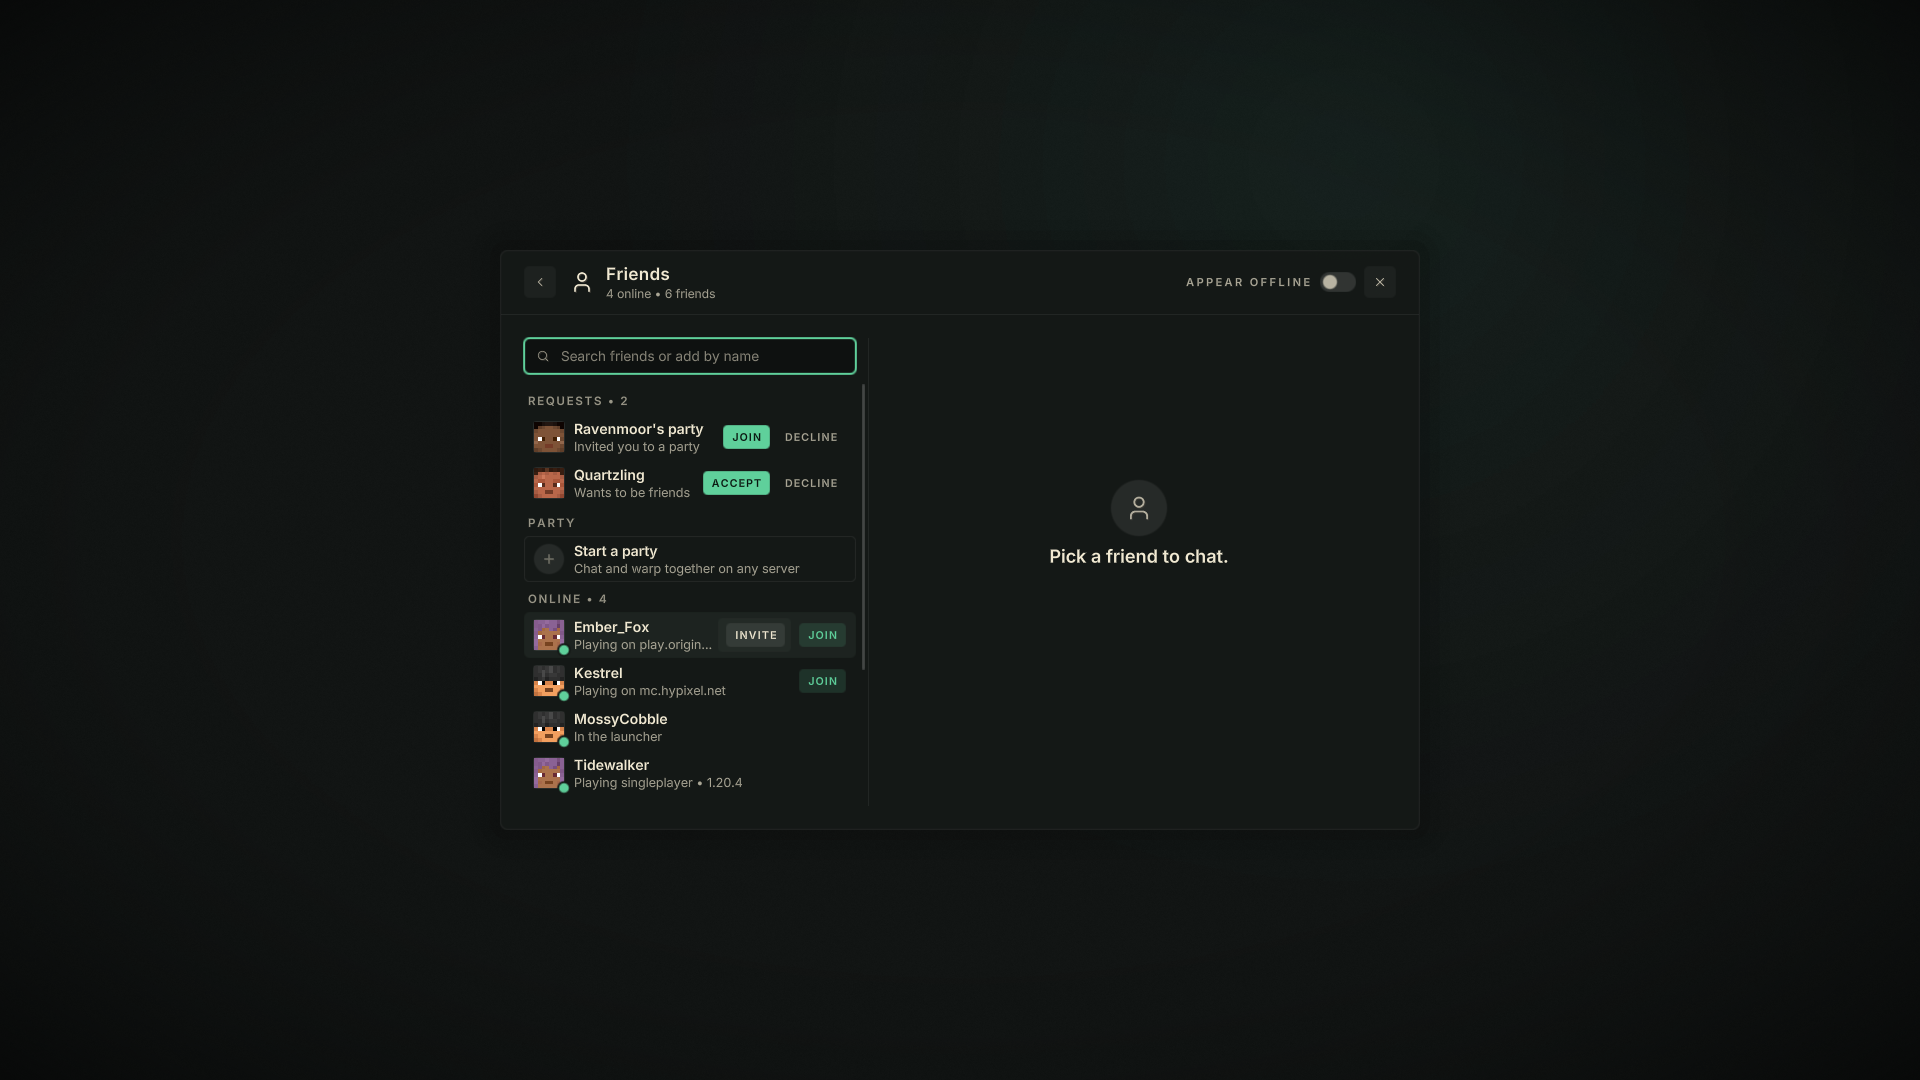 Friends
4 online • 6 friends
APPEAR OFFLINE
Search friends or add by name
REQUESTS • 2
Ravenmoor's party
Invited you to a party
JOIN
DECLINE
Quartzling
Wants to be friends
ACCEPT
DECLINE
PARTY
Start a party
Chat and warp together on any server
ONLINE • 4
Ember_Fox
Playing on play.origin...
INVITE
JOIN
Kestrel
Playing on mc.hypixel.net
JOIN
MossyCobble
In the launcher
Tidewalker
Playing singleplayer • 1.20.4
Pick a friend to chat.